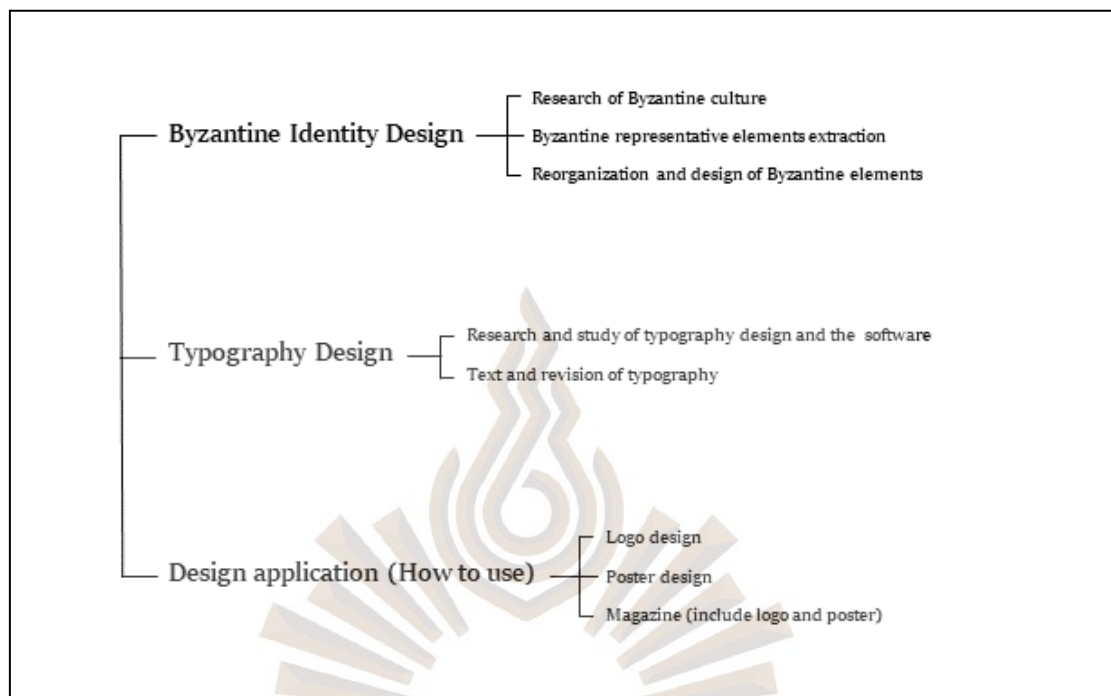 Byzantine Identity Design
Research of Byzantine culture
Byzantine representative elements extraction
Reorganization and design of Byzantine elements
Typography Design
Research and study of typography design and the software
Text and revision of typography
Design application (How to use)
Logo design
Poster design
Magazine (include logo and poster)